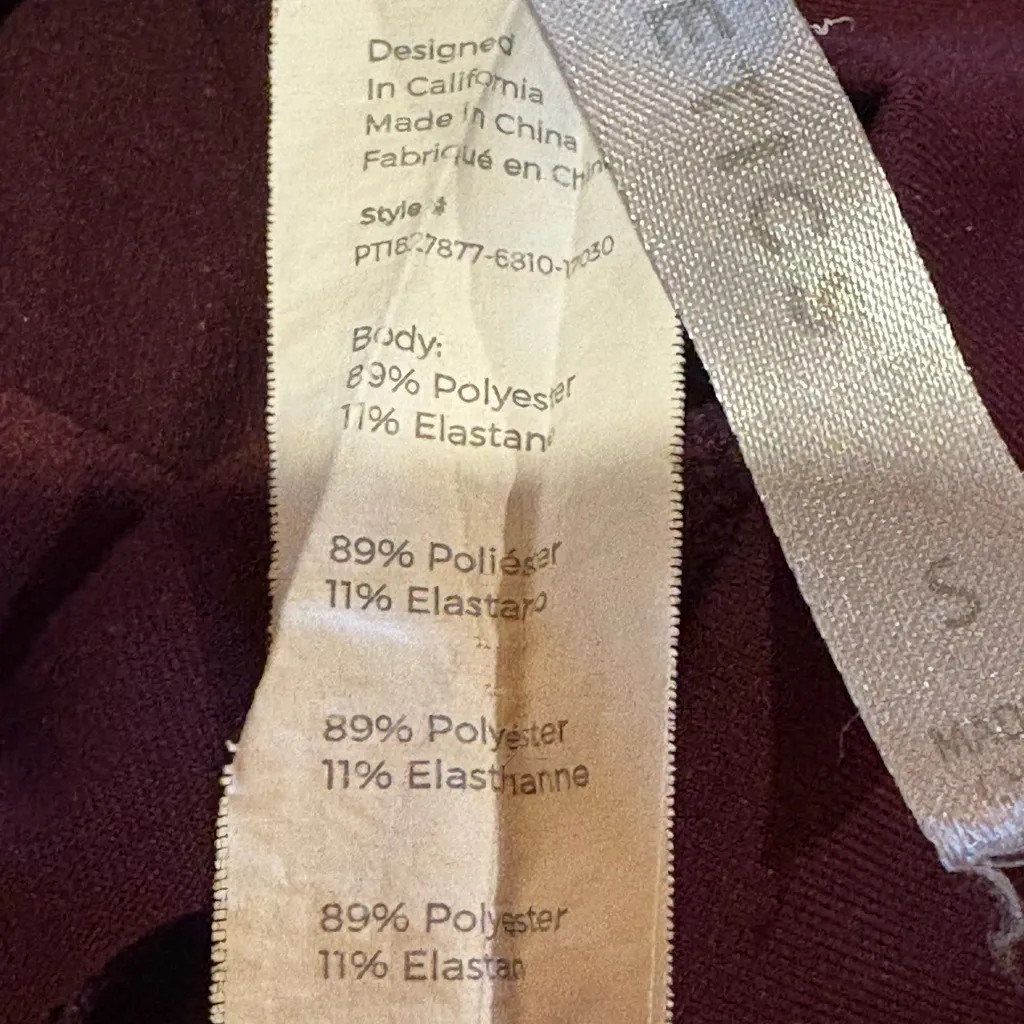 Designed
In California
Made in China
Fabriqué en Chine
Style #
Body:
89% Polyester
11% Elastane
89% Poliéster
11% Elastano
89% Polyéster
11% Elasthanne
89% Polyester
11% Elastan
S